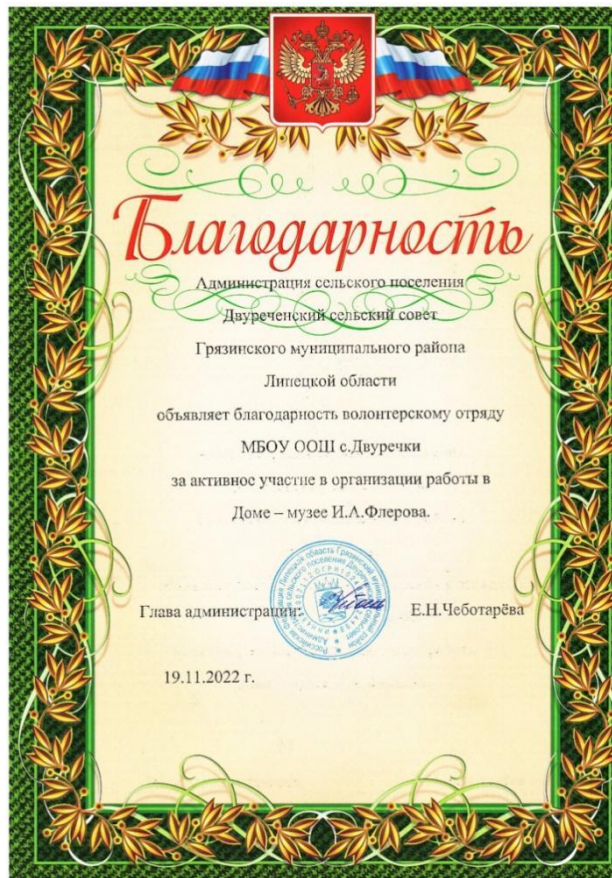 Благодарность
Администрация сельского поселения
Двуреченский сельский совет
Грязинского муниципального района
Липецкой области
объявляет благодарность волонтерскому отряду
МБОУ ООШ с.Двуречки
за активное участие в организации работы в
Доме – музее И.А.Флерова.
Глава администрации:
Е.Н.Чеботарёва
19.11.2022 г.